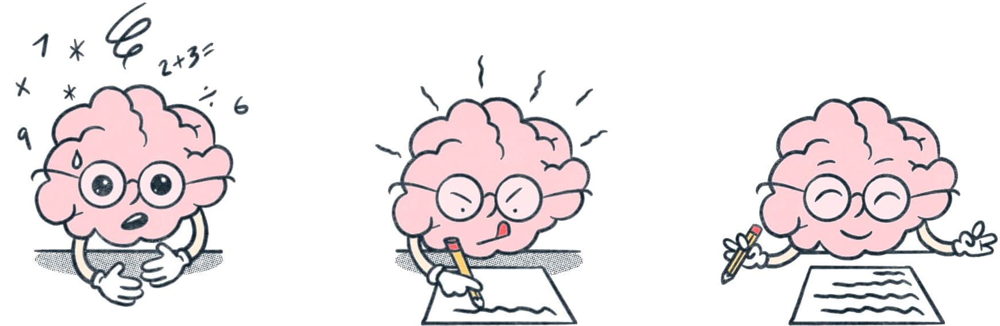 1 *
2+3=
x * ÷ 6
9